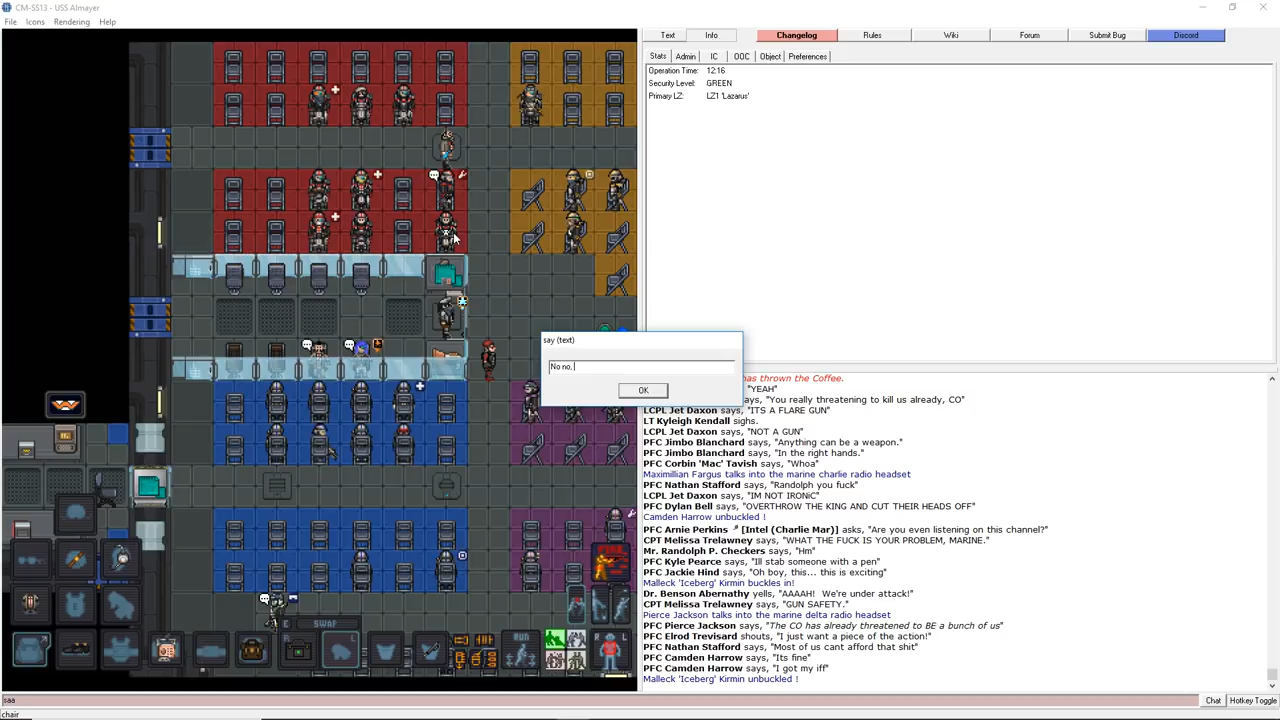 CM-SS13 - USS Almayer
File Icons Rendering Help
Text Info Changelog Rules Wiki Forum Submit Bug Discord
Stats Admin IC OOC Object Preferences
Operation Time: 12:16
Security Level: GREEN
Primary LZ: LZ1 'Lazarus'
say (text)
No no,
OK
has thrown the Coffee.
"YEAH"
says, "You really threatening to kill us already, CO"
LCPL Jet Daxon says, "ITS A FLARE GUN"
LT Kyleigh Kendall sighs.
LCPL Jet Daxon says, "NOT A GUN"
PFC Jimbo Blanchard says, "Anything can be a weapon."
PFC Jimbo Blanchard says, "In the right hands."
PFC Corbin 'Mac' Tavish says, "Whoa"
Maximillian Fargus talks into the marine charlie radio headset
PFC Nathan Stafford says, "Randolph you fuck"
LCPL Jet Daxon says, "IM NOT IRONiC"
PFC Dylan Bell says, "OVERTHROW THE KING AND CUT THEIR HEADS OFF"
Camden Harrow unbuckled !
PFC Arnie Perkins [Intel (Charlie Mar)] asks, "Are you even listening on this channel?"
CPT Melissa Trelawney says, "WHAT THE FUCK IS YOUR PROBLEM, MARINE."
Mr. Randolph P. Checkers says, "Hm"
PFC Kyle Pearce says, "Ill stab someone with a pen"
PFC Jackie Hind says, "Oh boy, this... this is exciting"
Malleck 'Iceberg' Kirmin buckles in!
Dr. Benson Abernathy yells, "AAAAH! We're under attack!"
CPT Melissa Trelawney says, "GUN SAFETY."
Pierce Jackson talks into the marine delta radio headset
PFC Pierce Jackson says, "The CO has already threatened to BE a bunch of us"
PFC Elrod Trevisard shouts, "I just want a piece of the action!"
PFC Nathan Stafford says, "Most of us cant afford that shit"
PFC Camden Harrow says, "Its fine"
PFC Camden Harrow says, "I got my iff"
Malleck 'Iceberg' Kirmin unbuckled !
E SWAP R L RUN
saa Chat Hotkey Toggle
chair